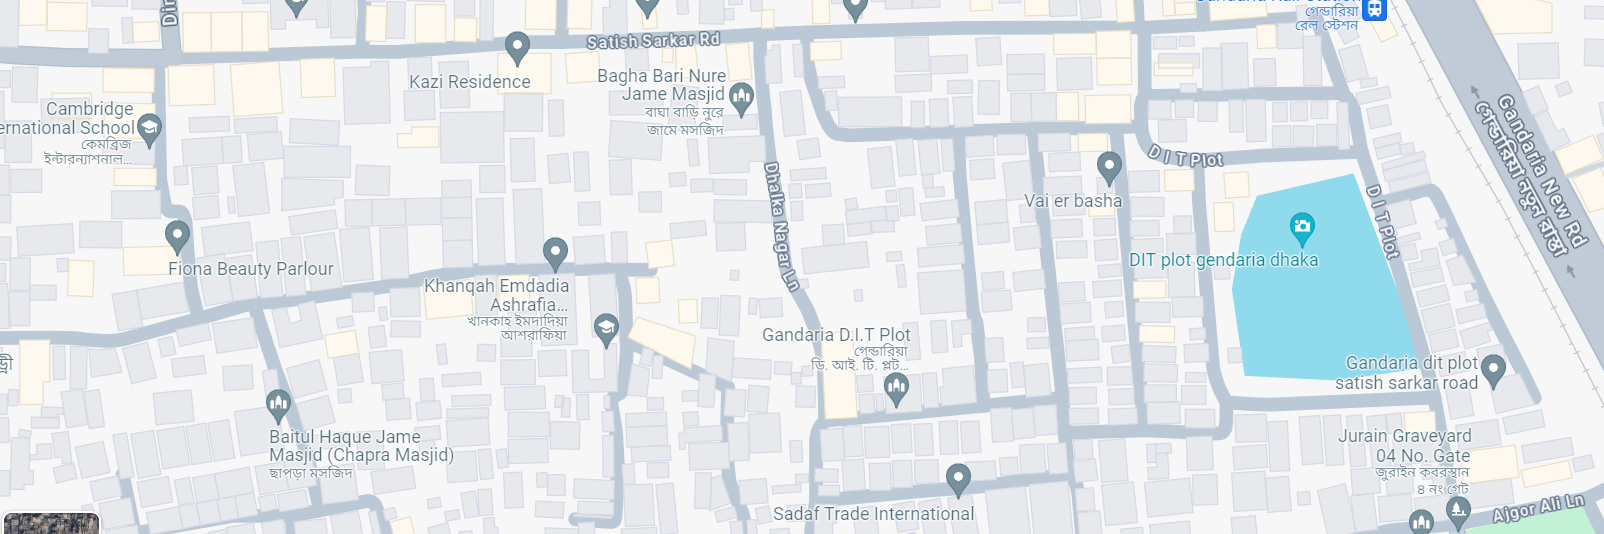 গেন্ডারিয়া
রেল স্টেশন
Satish Sarkar Rd
Kazi Residence
Bagha Bari Nure
Jame Masjid
বাঘা বাড়ি নুরে
জামে মসজিদ
Cambridge
ernational School
কেমব্রিজ
ইন্টারন্যাশনাল...
Gandaria New Rd
গেন্ডারিয়া নতুন রাস্তা
D I T Plot
Dhalka Nagar Ln
Vai er basha
D I T Plot
DIT plot gendaria dhaka
Fiona Beauty Parlour
Khanqah Emdadia
Ashrafia...
খানকাহ ইমদাদিয়া
আশরাফিয়া
Gandaria D.I.T Plot
গেন্ডারিয়া
ডি. আই. টি. প্লট...
Gandaria dit plot
satish sarkar road
Baitul Haque Jame
Masjid (Chapra Masjid)
ছাপড়া মসজিদ
Jurain Graveyard
04 No. Gate
জুরাইন কবরস্থান
৪ নং গেট
Sadaf Trade International
Ajgor Ali Ln